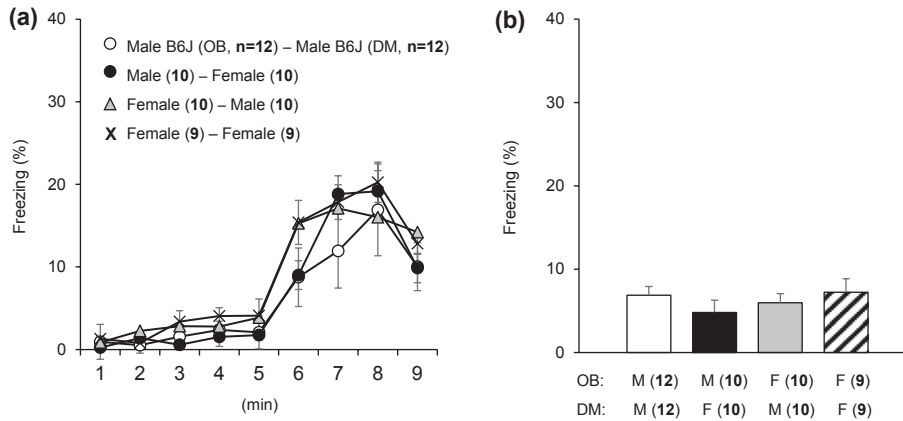 (a)
40
30
20
10
0
Freezing (%)
Male B6J (OB, n=12) – Male B6J (DM, n=12)
Male (10) – Female (10)
Female (10) – Male (10)
X Female (9) – Female (9)
1 2 3 4 5 6 7 8 9
(min)
(b)
40
30
20
10
0
Freezing (%)
OB: M (12) M (10) F (10) F (9)
DM: M (12) F (10) M (10) F (9)